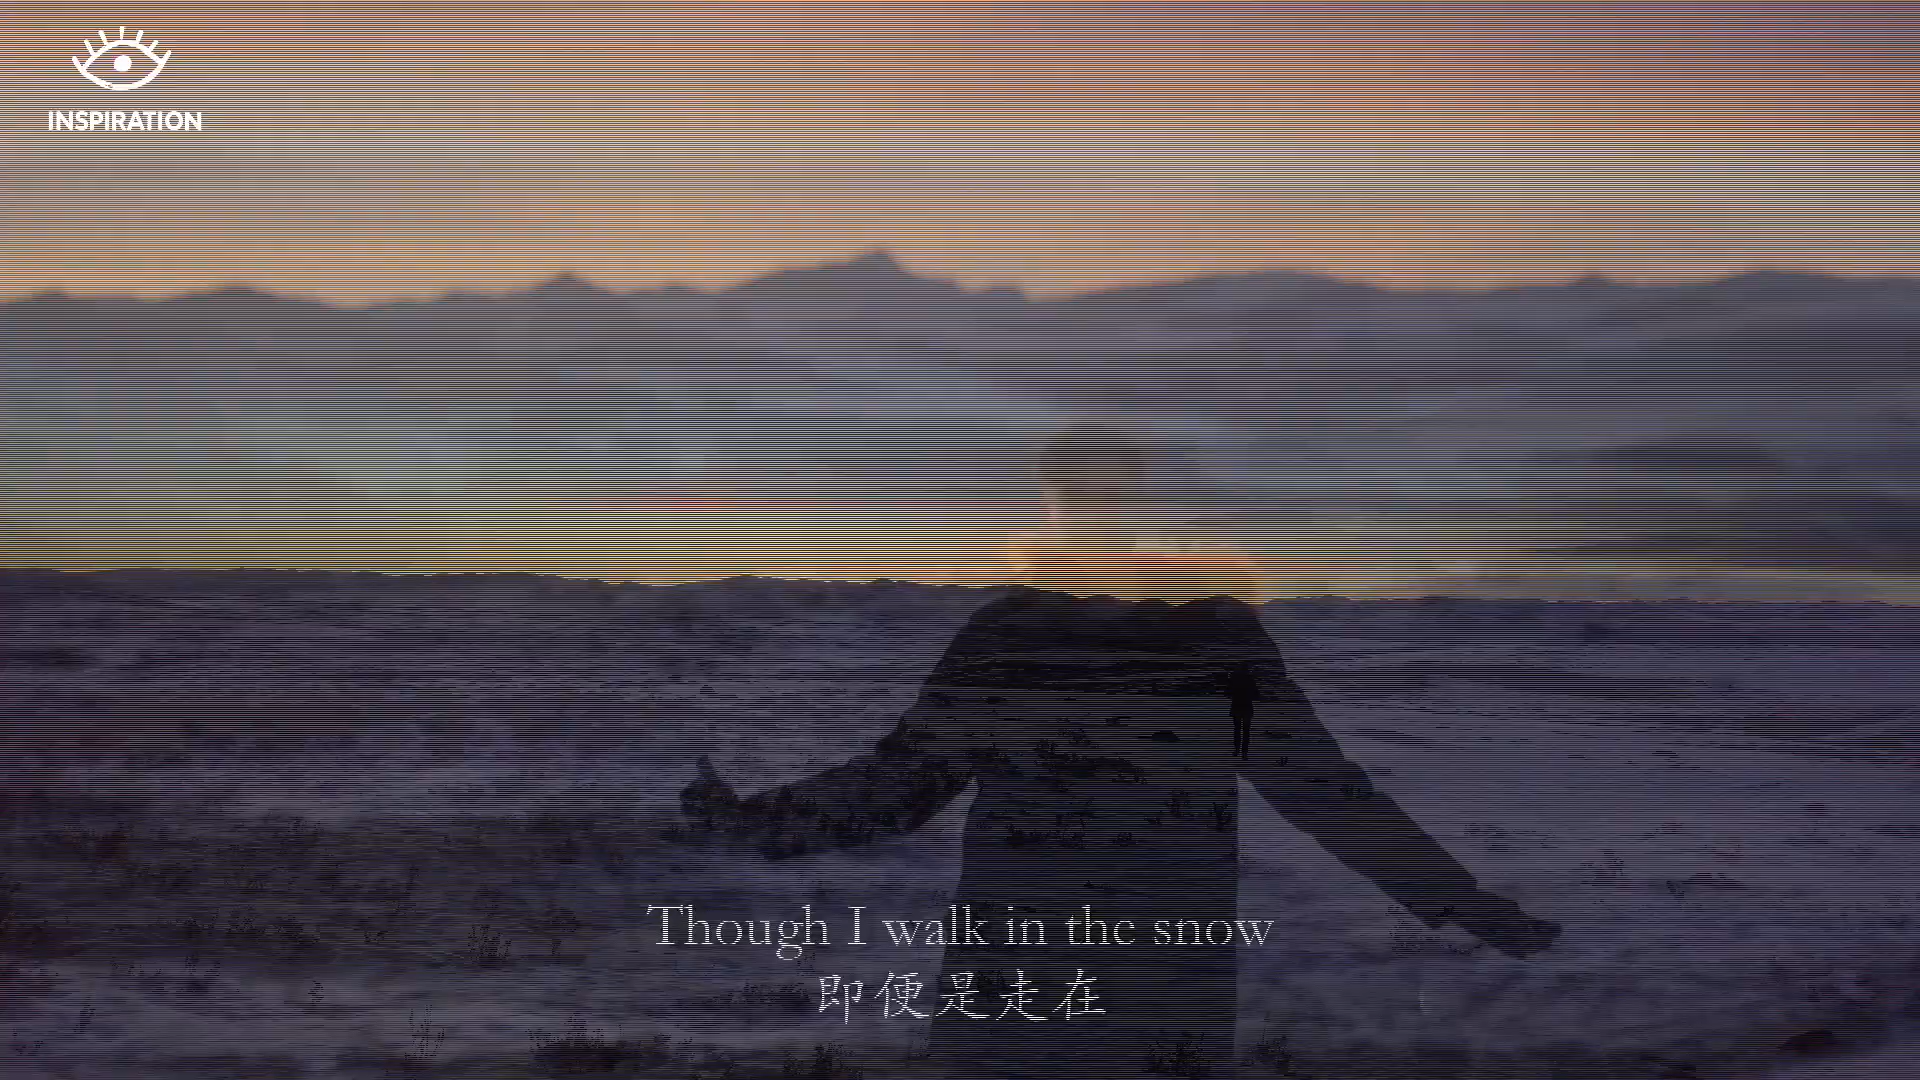 INSPIRATION
Though I walk in the snow
即便是走在